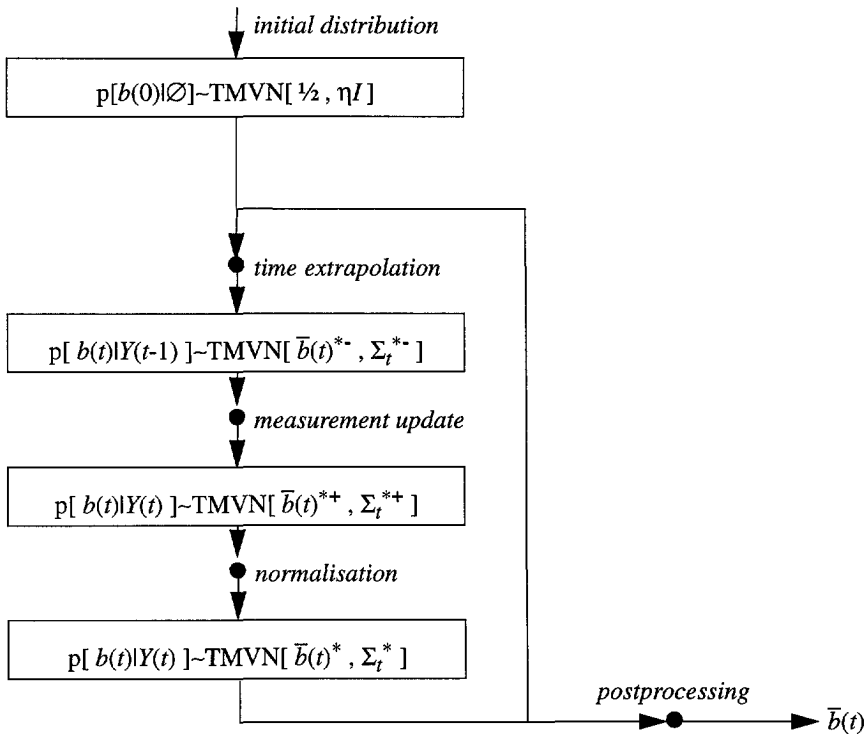 initial distribution
p[b(0)|∅]~TMVN[ ½ , ηI ]
time extrapolation
p[ b(t)|Y(t-1) ]~TMVN[ b̅(t)*- , Σt*- ]
measurement update
p[ b(t)|Y(t) ]~TMVN[ b̅(t)*+ , Σt*+ ]
normalisation
p[ b(t)|Y(t) ]~TMVN[ b̅(t)* , Σt* ]
postprocessing
b̅(t)